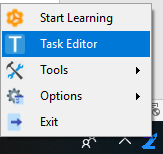 Start Learning
Task Editor
Tools
Options
Exit